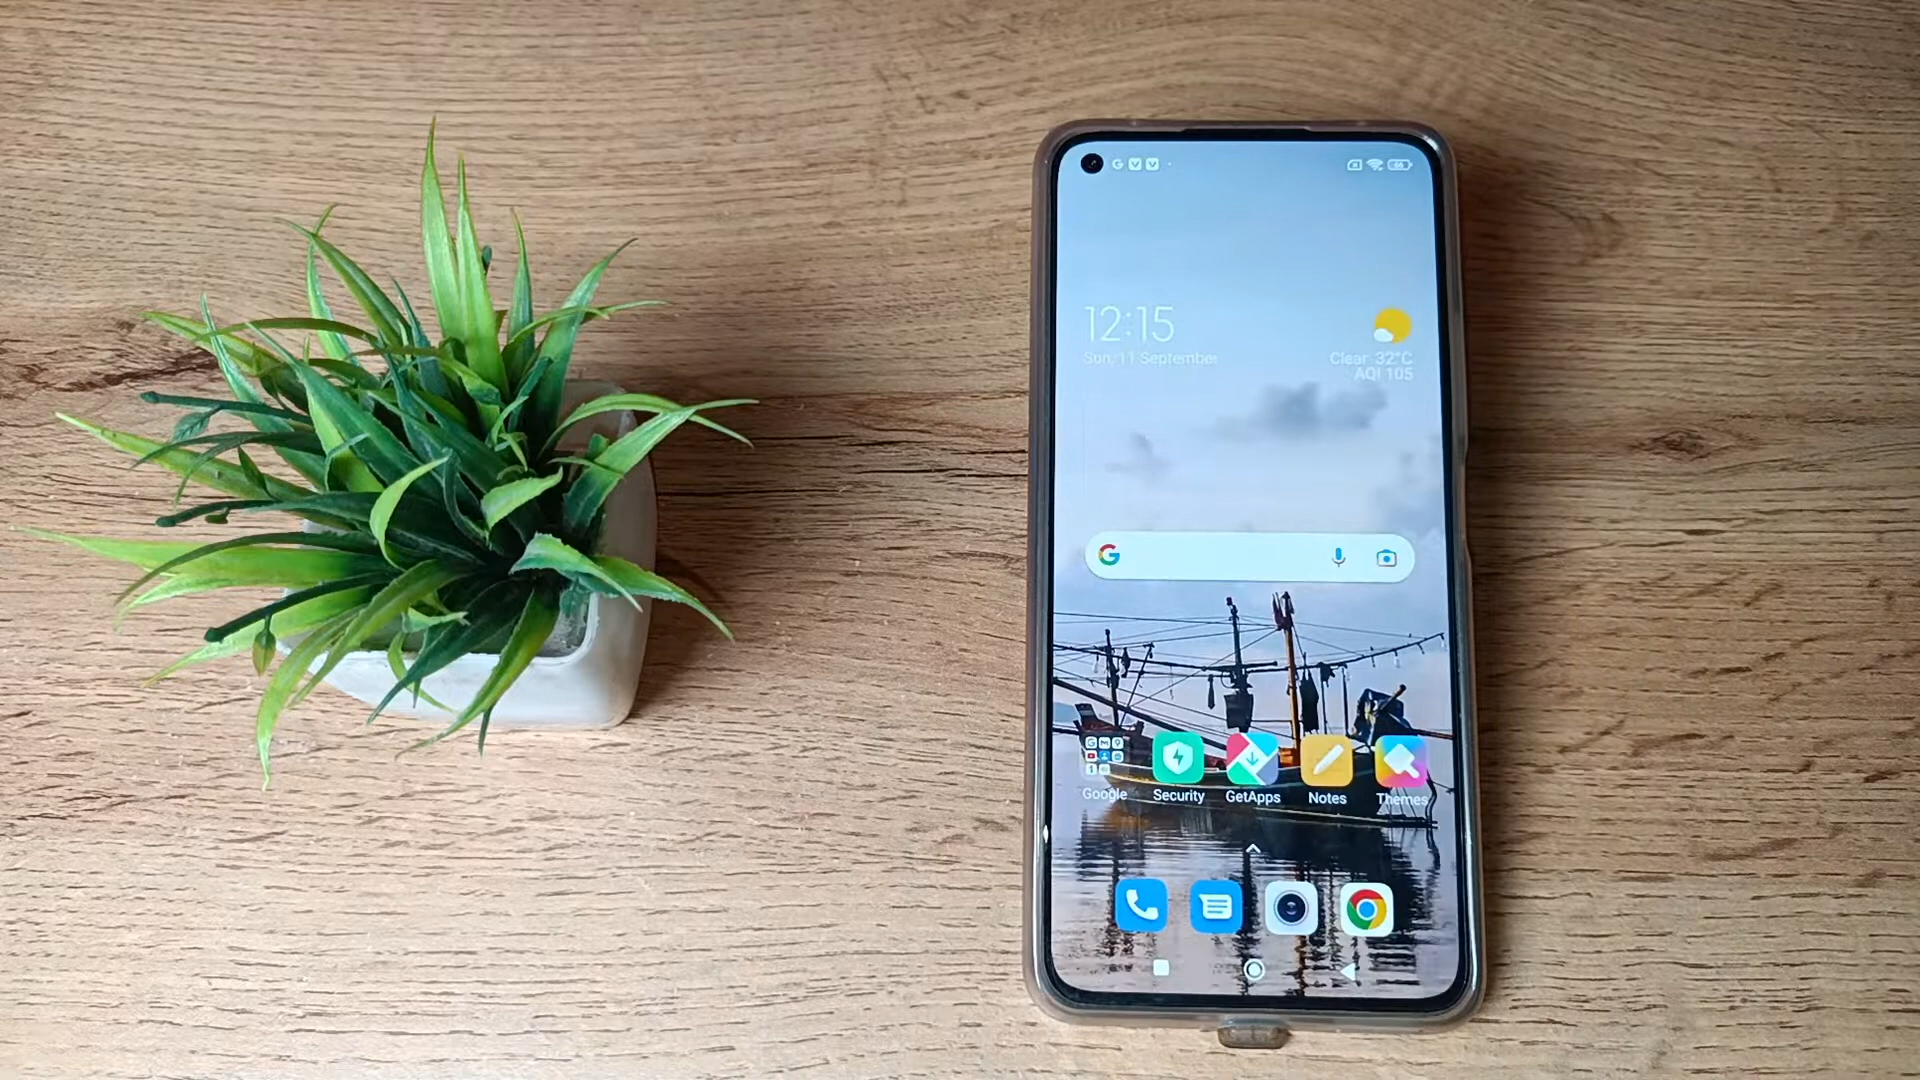 12:15
Sun, 11 September
Clear 32°C
AQI 105
Google
Security
GetApps
Notes
Themes